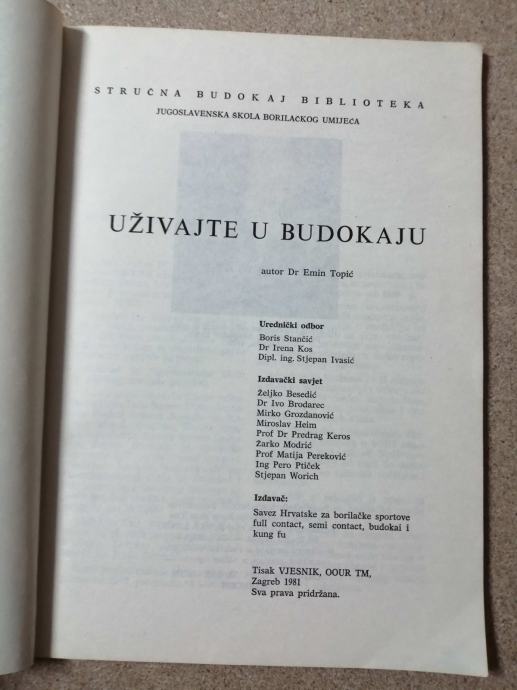 STRUČNA BUDOKAJ BIBLIOTEKA
JUGOSLAVENSKA ŠKOLA BORILAČKOG UMIJEĆA
UŽIVAJTE U BUDOKAJU
autor Dr Emin Topić
Urednički odbor
Boris Stančić
Dr Irena Kos
Dipl. ing. Stjepan Ivasić
Izdavački savjet
Željko Besedić
Dr Ivo Brodarec
Mirko Grozdanović
Miroslav Heim
Prof Dr Predrag Keros
Žarko Modrić
Prof Matija Pereković
Ing Pero Ptiček
Stjepan Worich
Izdavač:
Savez Hrvatske za borilačke sportove
full contact, semi contact, budokai i
kung fu
Tisak VJESNIK, OOUR TM,
Zagreb 1981
Sva prava pridržana.